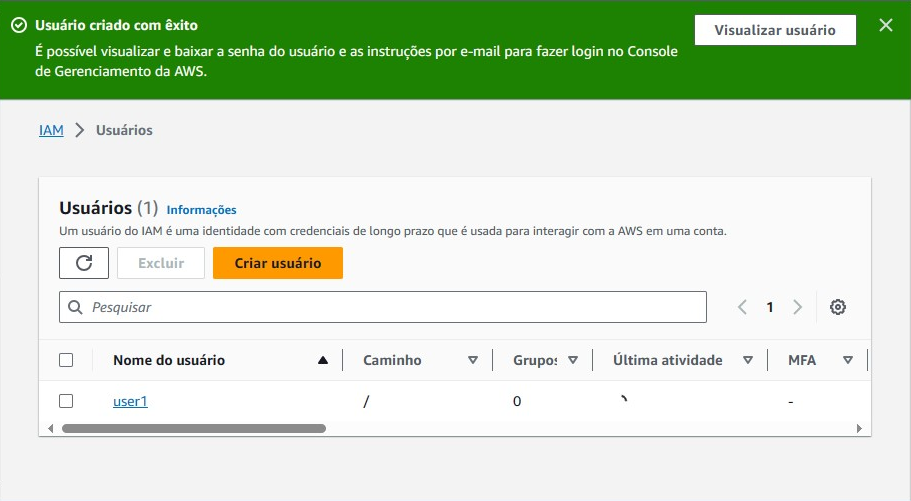 Usuário criado com êxito
Visualizar usuário
É possível visualizar e baixar a senha do usuário e as instruções por e-mail para fazer login no Console
de Gerenciamento da AWS.
IAM > Usuários
Usuários (1) Informações
Um usuário do IAM é uma identidade com credenciais de longo prazo que é usada para interagir com a AWS em uma conta.
Excluir Criar usuário
Pesquisar 1
Nome do usuário Caminho Grupos Última atividade MFA
user1 / 0 -